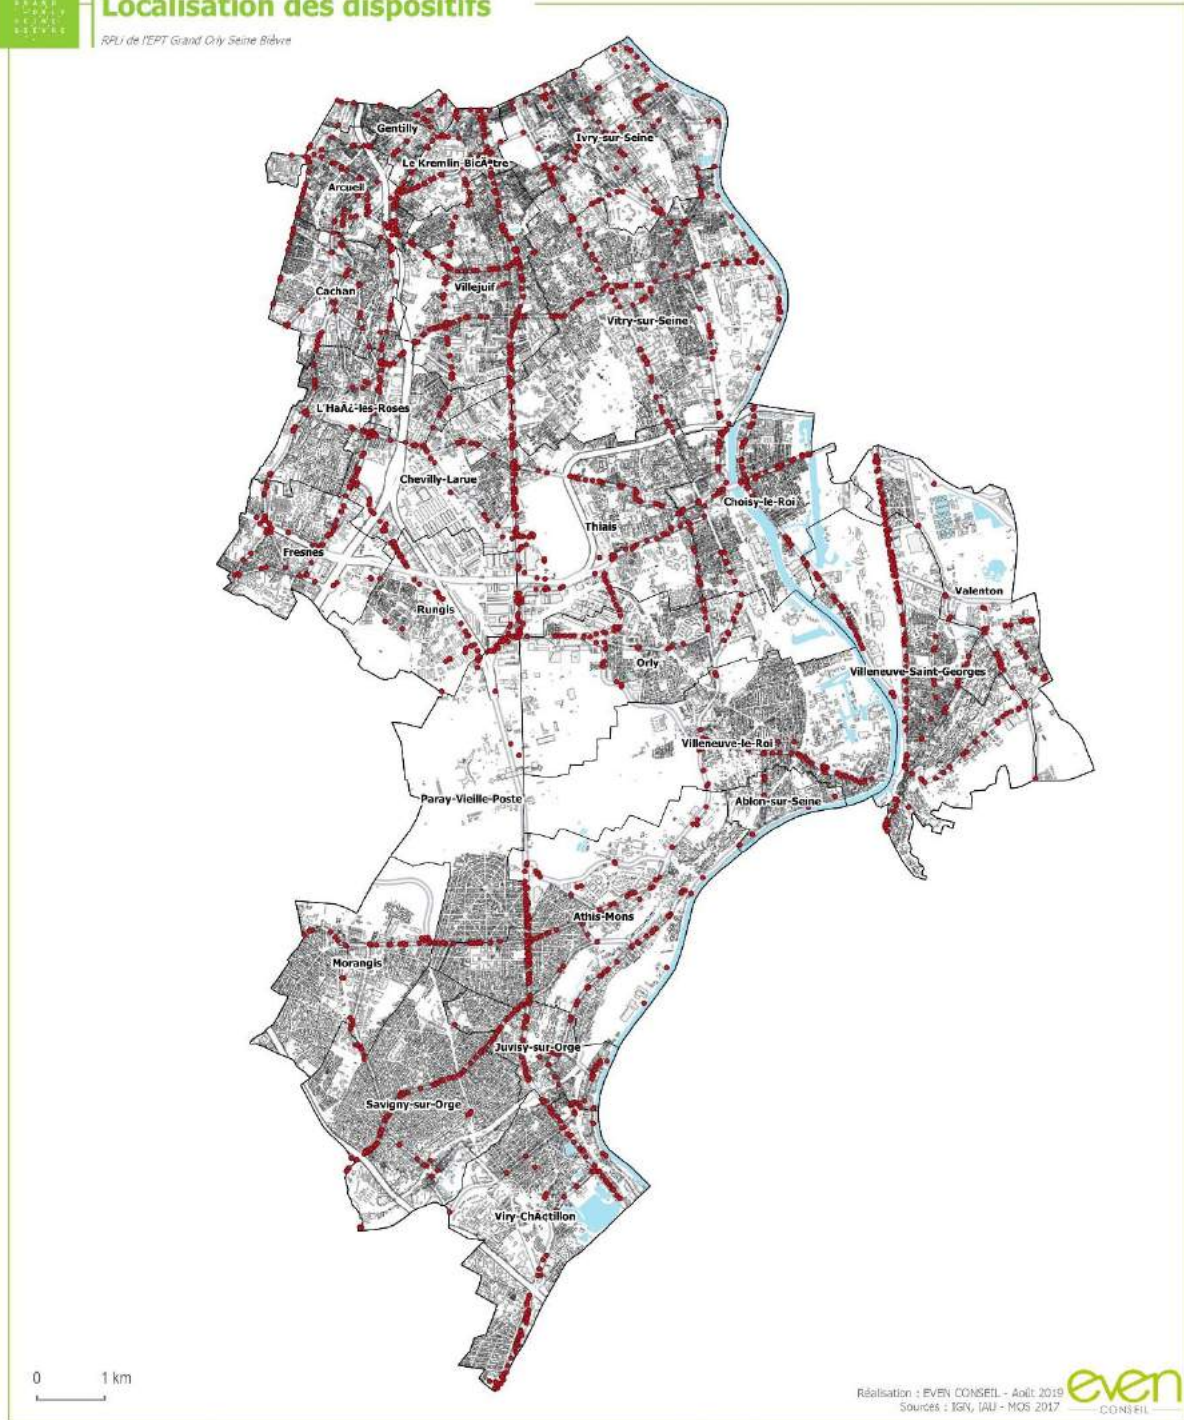 Localisation des dispositifs
RPLi de l'EPT Grand Orly Seine Bièvre
Gentilly
Ivry-sur-Seine
Le Kremlin-BicÃªtre
Arcueil
Cachan
Villejuif
Vitry-sur-Seine
L'HaÃ¿-les-Roses
Chevilly-Larue
Choisy-le-Roi
Thiais
Fresnes
Valenton
Rungis
Orly
Villeneuve-Saint-Georges
Villeneuve-le-Roi
Paray-Vieille-Poste
Ablon-sur-Seine
Athis-Mons
Morangis
Juvisy-sur-Orge
Savigny-sur-Orge
Viry-ChÃ¢tillon
0 1 km
Réalisation : EVEN CONSEIL - Août 2019
Sources : IGN, IAU - MOS 2017
even
CONSEIL